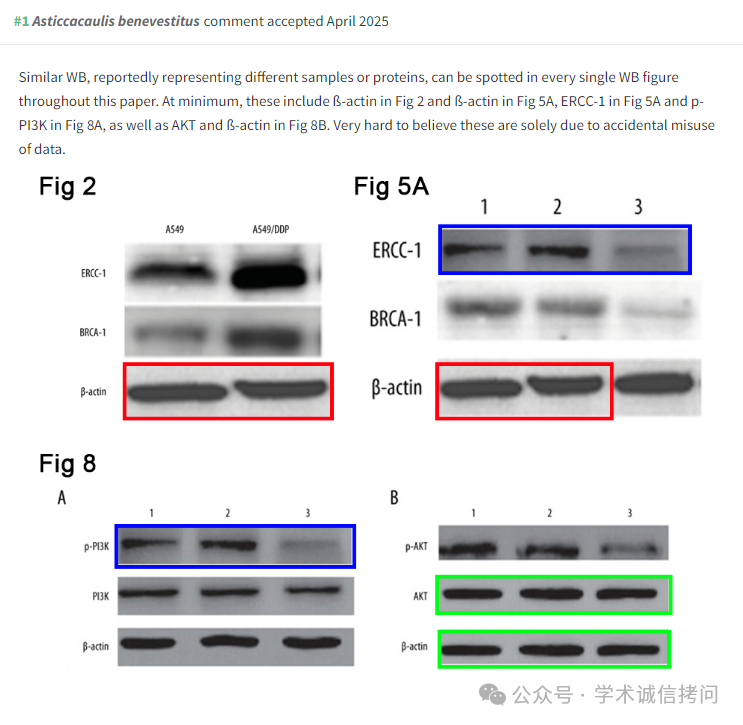 #1 Asticcacaulis benevestitus comment accepted April 2025
Similar WB, reportedly representing different samples or proteins, can be spotted in every single WB figure
throughout this paper. At minimum, these include ß-actin in Fig 2 and ß-actin in Fig 5A, ERCC-1 in Fig 5A and p-
PI3K in Fig 8A, as well as AKT and ß-actin in Fig 8B. Very hard to believe these are solely due to accidental misuse
of data.
Fig 2
A549 A549/DDP
ERCC-1
BRCA-1
β-actin
Fig 5A
1 2 3
ERCC-1
BRCA-1
β-actin
Fig 8
A
1 2 3
p-PI3K
PI3K
β-actin
B
1 2 3
p-AKT
AKT
β-actin
公众号 · 学术诚信拷问